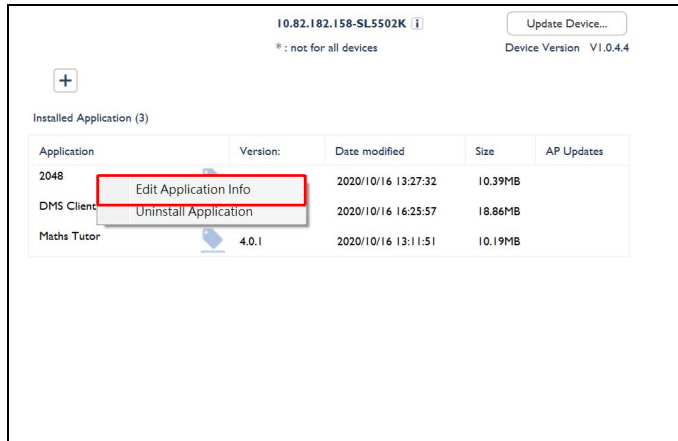 10.82.182.158-SL5502K i Update Device...
* : not for all devices Device Version V1.0.4.4
+
Installed Application (3)
Application Version: Date modified Size AP Updates
2048 2020/10/16 13:27:32 10.39MB
Edit Application Info
DMS Client 2020/10/16 16:25:57 18.86MB
Uninstall Application
Maths Tutor 4.0.1 2020/10/16 13:11:51 10.19MB